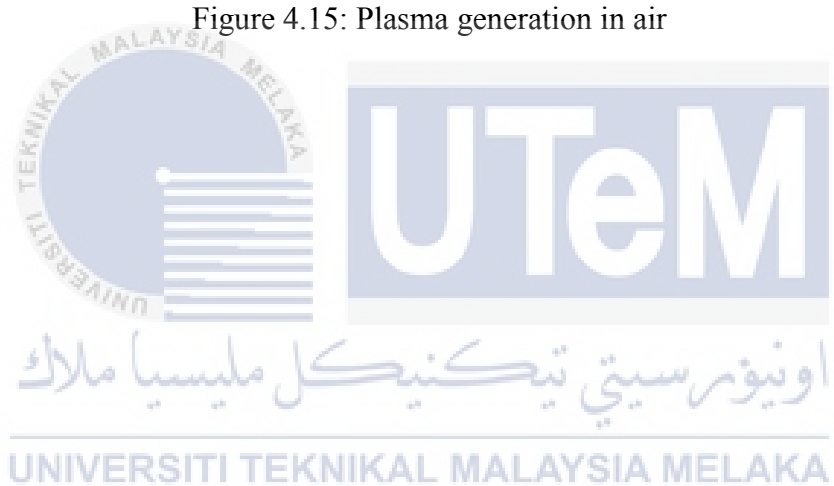 Figure 4.15: Plasma generation in air
UNIVERSITI TEKNIKAL MALAYSIA MELAKA
UTeM
اونيۏرسيتي تيكنيكل مليسيا ملاك
UNIVERSITI TEKNIKAL MALAYSIA MELAKA